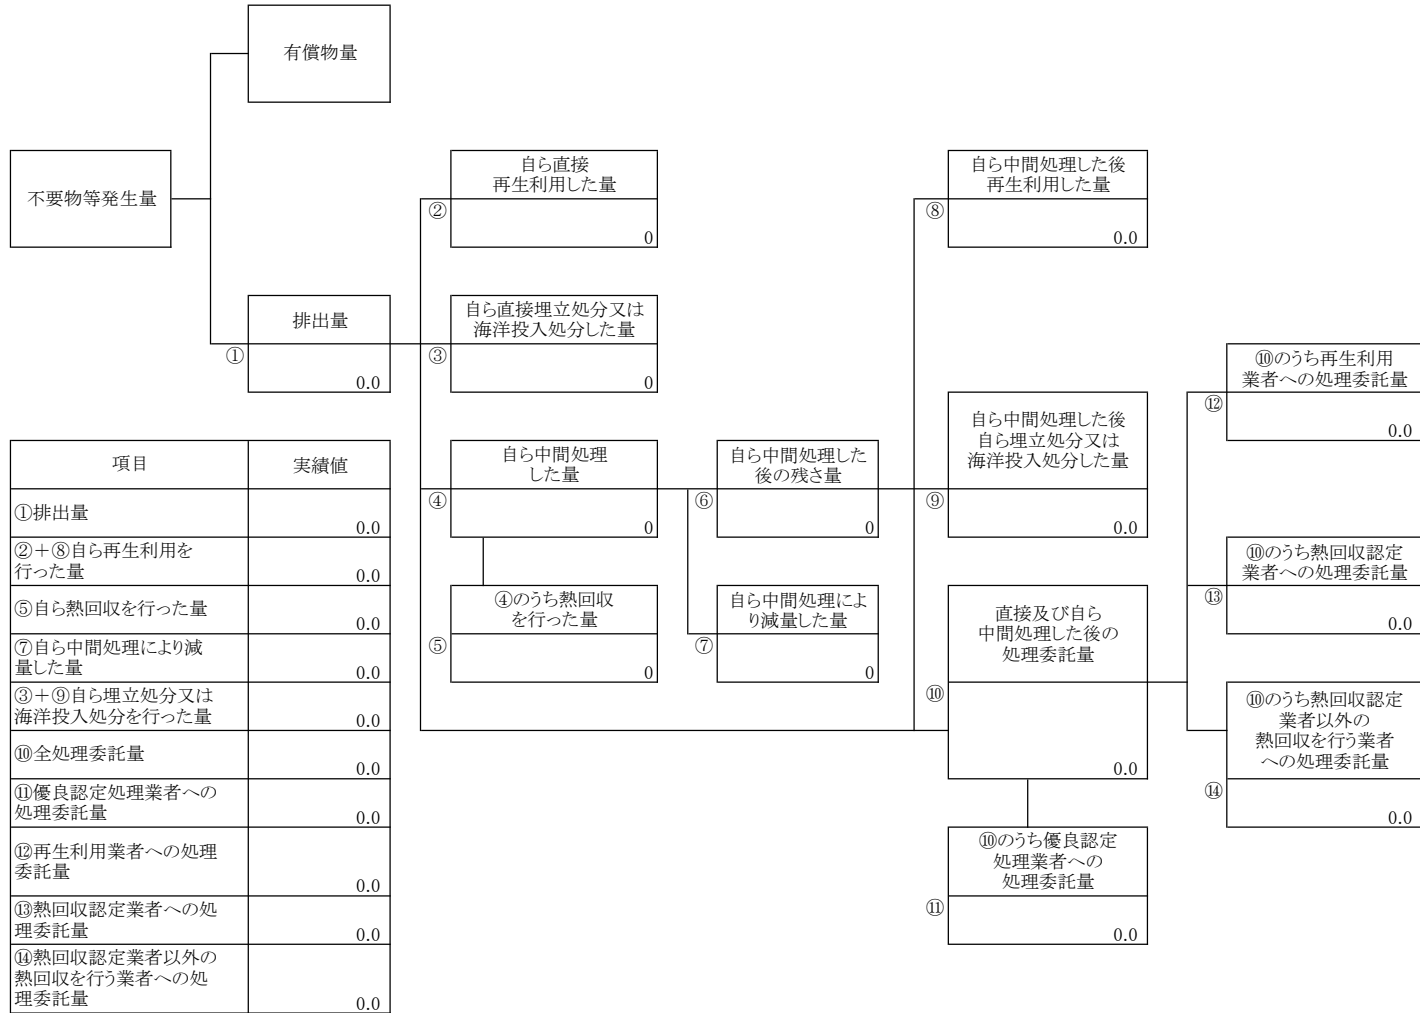 有償物量
不要物等発生量
自ら直接
再生利用した量
②
0
自ら中間処理した後
再生利用した量
⑧
0.0
排出量
①
0.0
自ら直接埋立処分又は
海洋投入処分した量
③
0
⑩のうち再生利用
業者への処理委託量
⑫
0.0
自ら中間処理
した量
④
0
自ら中間処理した
後の残さ量
⑥
0
自ら中間処理した後
自ら埋立処分又は
海洋投入処分した量
⑨
0.0
⑩のうち熱回収認定
業者への処理委託量
⑬
0.0
④のうち熱回収
を行った量
⑤
0
自ら中間処理によ
り減量した量
⑦
0
直接及び自ら
中間処理した後の
処理委託量
⑩
0.0
⑩のうち熱回収認定
業者以外の
熱回収を行う業者
への処理委託量
⑭
0.0
⑩のうち優良認定
処理業者への
処理委託量
⑪
0.0
項目 実績値
①排出量
0.0
②＋⑧自ら再生利用を
行った量 0.0
⑤自ら熱回収を行った量
0.0
⑦自ら中間処理により減
量した量 0.0
③＋⑨自ら埋立処分又は
海洋投入処分を行った量 0.0
⑩全処理委託量
0.0
⑪優良認定処理業者への
処理委託量 0.0
⑫再生利用業者への処理
委託量
0.0
⑬熱回収認定業者への処
理委託量 0.0
⑭熱回収認定業者以外の
熱回収を行う業者への処
理委託量 0.0